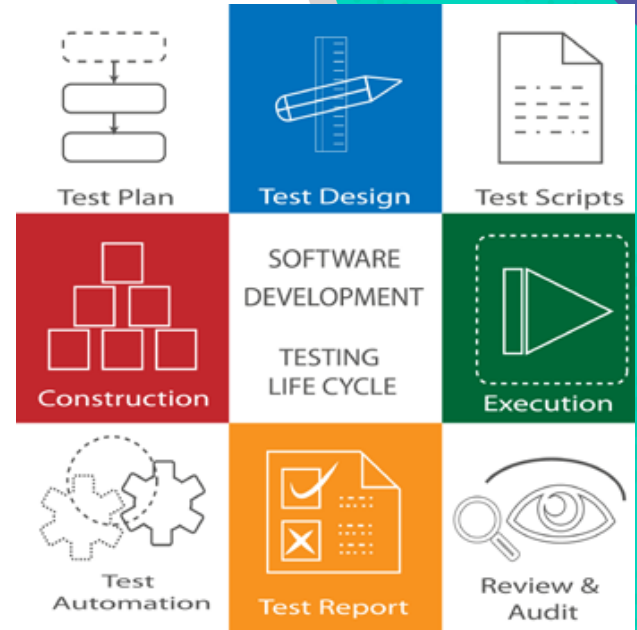 Test Plan
Test Design
Test Scripts
Construction
SOFTWARE
DEVELOPMENT
TESTING
LIFE CYCLE
Execution
Test
Automation
Test Report
Review &
Audit